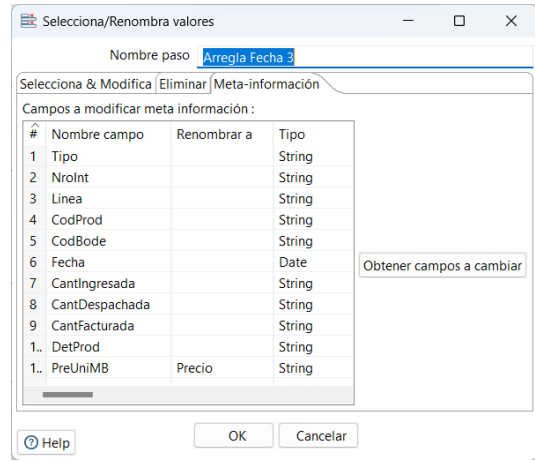 Selecciona/Renombra valores
Nombre paso Arregla Fecha 3
Selecciona & Modifica Eliminar Meta-información
Campos a modificar meta información :
# Nombre campo Renombrar a Tipo
1 Tipo String
2 NroInt String
3 Linea String
4 CodProd String
5 CodBode String
6 Fecha Date
Obtener campos a cambiar
7 CantIngresada String
8 CantDespachada String
9 CantFacturada String
1.. DetProd String
1.. PreUniMB Precio String
Help OK Cancelar